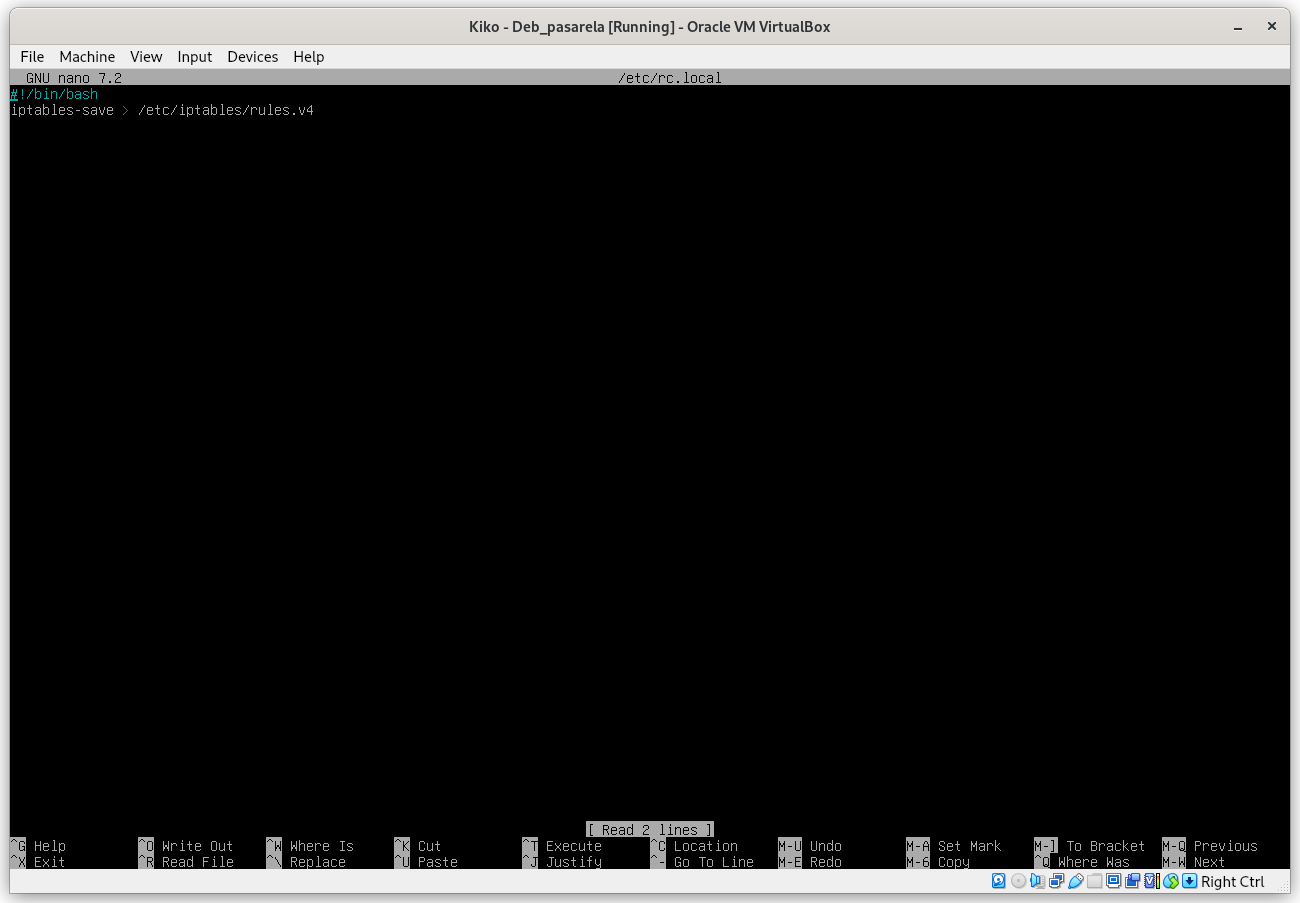 Kiko - Deb_pasarela [Running] - Oracle VM VirtualBox
File Machine View Input Devices Help
GNU nano 7.2 /etc/rc.local
#!/bin/bash
iptables-save > /etc/iptables/rules.v4
[ Read 2 lines ]
^G Help ^O Write Out ^W Where Is ^K Cut ^T Execute ^C Location M-U Undo M-A Set Mark M-] To Bracket M-Q Previous
^X Exit ^R Read File ^\ Replace ^U Paste ^J Justify ^- Go To Line M-E Redo M-6 Copy ^Q Where Was M-W Next
Right Ctrl